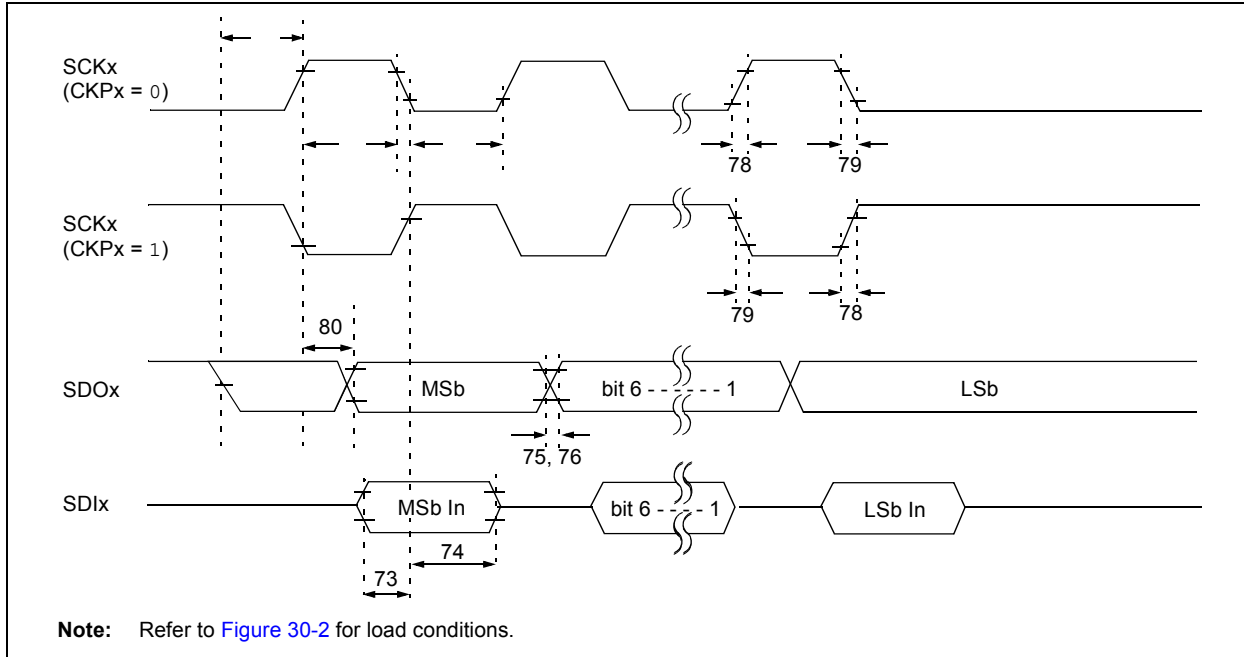 SCKx
(CKPx = 0)
78
79
SCKx
(CKPx = 1)
79
78
80
SDOx
MSb
bit 6 - - - - - - 1
LSb
75, 76
SDIx
MSb In
bit 6 - - - - - 1
LSb In
74
73
Note: Refer to Figure 30-2 for load conditions.